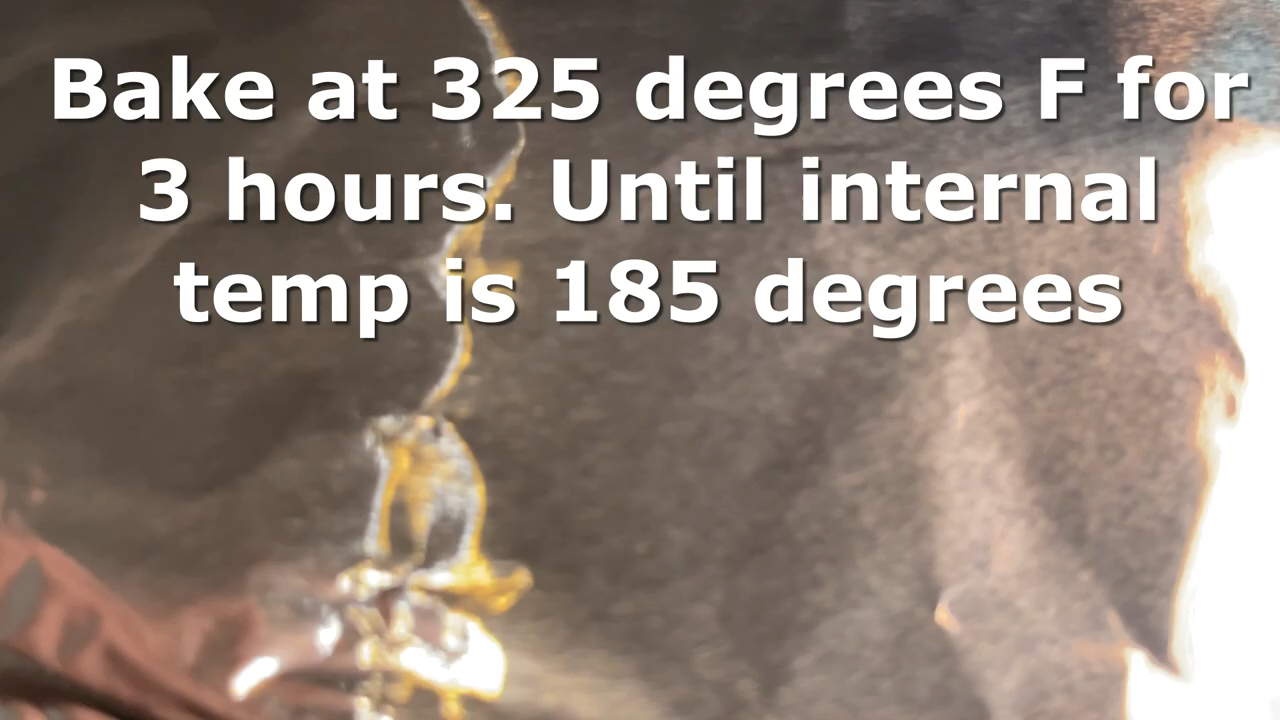 Bake at 325 degrees F for
3 hours. Until internal
temp is 185 degrees